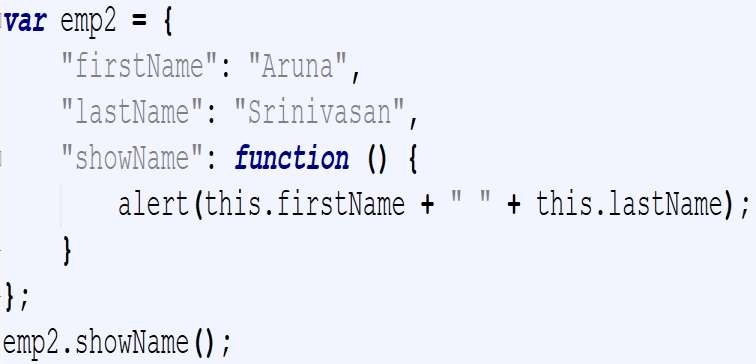 var emp2 = {
    "firstName": "Aruna",
    "lastName": "Srinivasan",
    "showName": function () {
        alert(this.firstName + " " + this.lastName);
    }
};
emp2.showName();